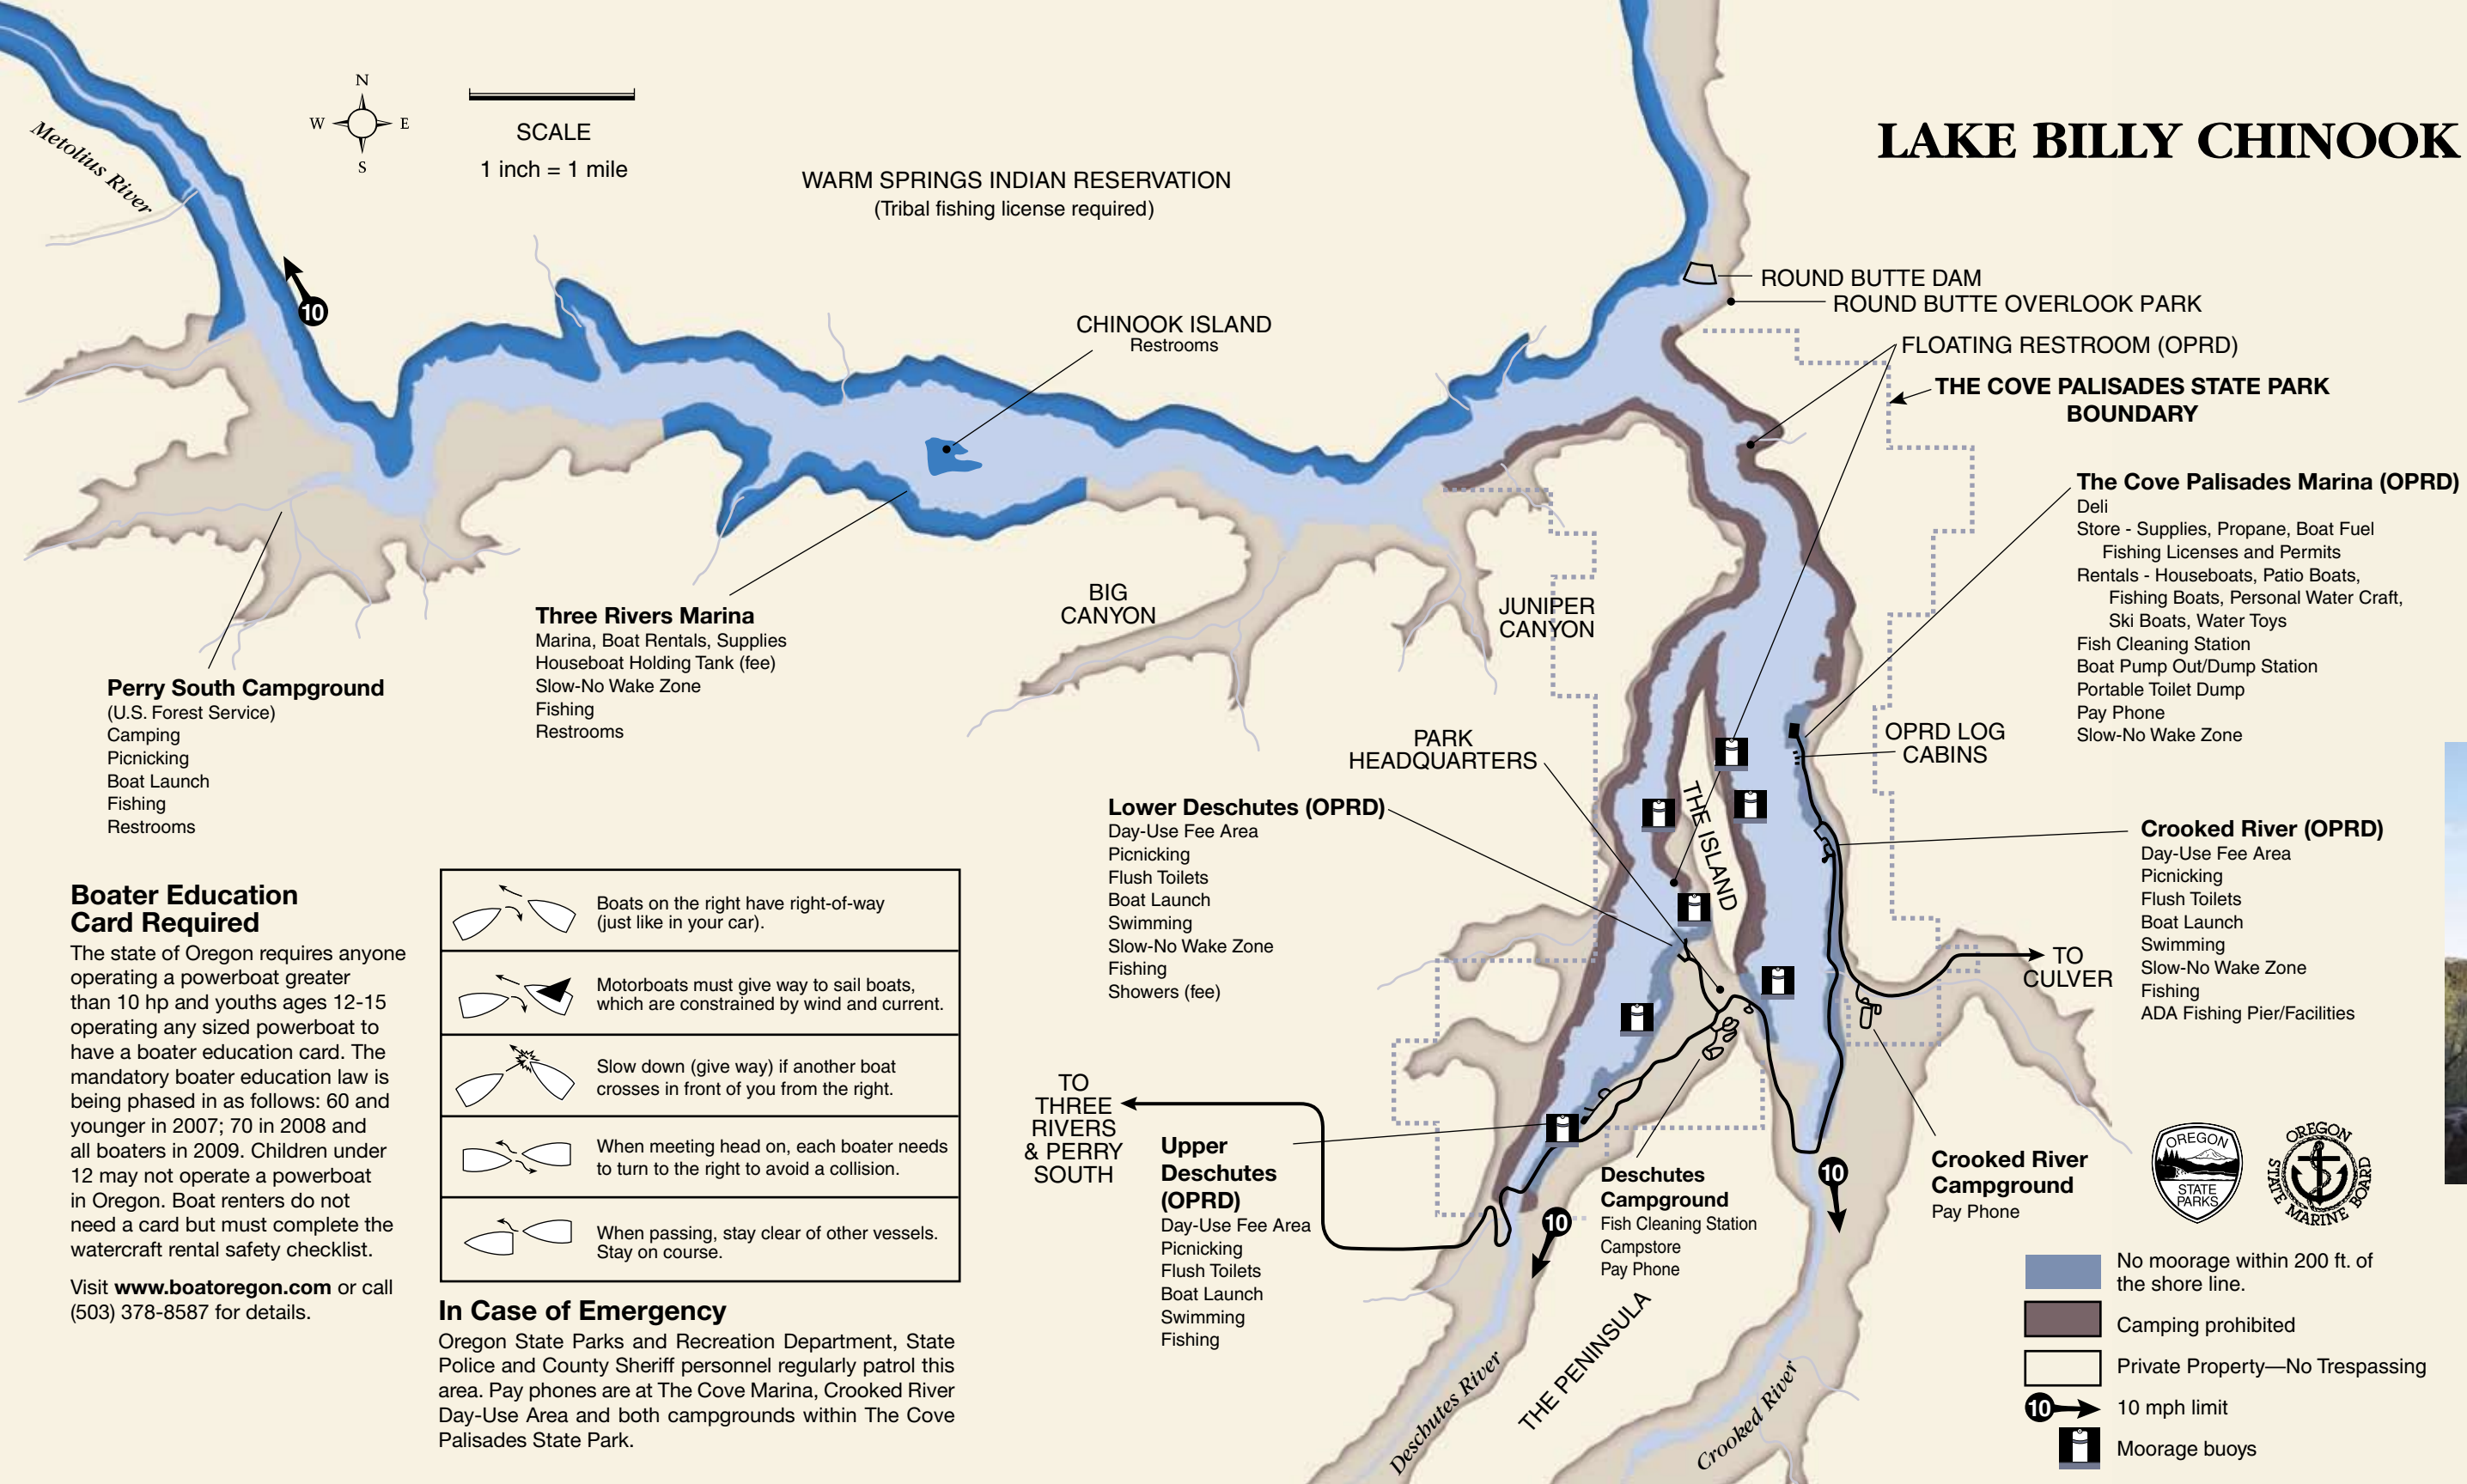 LAKE BILLY CHINOOK
N
W
E
S
SCALE
1 inch = 1 mile
Metolius River
10
WARM SPRINGS INDIAN RESERVATION
(Tribal fishing license required)
CHINOOK ISLAND
Restrooms
ROUND BUTTE DAM
ROUND BUTTE OVERLOOK PARK
FLOATING RESTROOM (OPRD)
THE COVE PALISADES STATE PARK
BOUNDARY
The Cove Palisades Marina (OPRD)
Deli
Store - Supplies, Propane, Boat Fuel
Fishing Licenses and Permits
Rentals - Houseboats, Patio Boats,
Fishing Boats, Personal Water Craft,
Ski Boats, Water Toys
Fish Cleaning Station
Boat Pump Out/Dump Station
Portable Toilet Dump
Pay Phone
Slow-No Wake Zone
BIG
CANYON
JUNIPER
CANYON
Three Rivers Marina
Marina, Boat Rentals, Supplies
Houseboat Holding Tank (fee)
Slow-No Wake Zone
Fishing
Restrooms
Perry South Campground
(U.S. Forest Service)
Camping
Picnicking
Boat Launch
Fishing
Restrooms
PARK
HEADQUARTERS
OPRD LOG
CABINS
THE ISLAND
Lower Deschutes (OPRD)
Day-Use Fee Area
Picnicking
Flush Toilets
Boat Launch
Swimming
Slow-No Wake Zone
Fishing
Showers (fee)
Crooked River (OPRD)
Day-Use Fee Area
Picnicking
Flush Toilets
Boat Launch
Swimming
Slow-No Wake Zone
Fishing
ADA Fishing Pier/Facilities
TO
CULVER
Boater Education
Card Required
The state of Oregon requires anyone
operating a powerboat greater
than 10 hp and youths ages 12-15
operating any sized powerboat to
have a boater education card. The
mandatory boater education law is
being phased in as follows: 60 and
younger in 2007; 70 in 2008 and
all boaters in 2009. Children under
12 may not operate a powerboat
in Oregon. Boat renters do not
need a card but must complete the
watercraft rental safety checklist.
Visit www.boatoregon.com or call
(503) 378-8587 for details.
Boats on the right have right-of-way
(just like in your car).
Motorboats must give way to sail boats,
which are constrained by wind and current.
Slow down (give way) if another boat
crosses in front of you from the right.
When meeting head on, each boater needs
to turn to the right to avoid a collision.
When passing, stay clear of other vessels.
Stay on course.
In Case of Emergency
Oregon State Parks and Recreation Department, State
Police and County Sheriff personnel regularly patrol this
area. Pay phones are at The Cove Marina, Crooked River
Day-Use Area and both campgrounds within The Cove
Palisades State Park.
TO
THREE
RIVERS
& PERRY
SOUTH
Upper
Deschutes
(OPRD)
Day-Use Fee Area
Picnicking
Flush Toilets
Boat Launch
Swimming
Fishing
10
Deschutes
Campground
Fish Cleaning Station
Campstore
Pay Phone
10
Crooked River
Campground
Pay Phone
THE PENINSULA
Deschutes River
Crooked River
OREGON
STATE
PARKS
OREGON
STATE MARINE BOARD
No moorage within 200 ft. of
the shore line.
Camping prohibited
Private Property—No Trespassing
10
10 mph limit
Moorage buoys